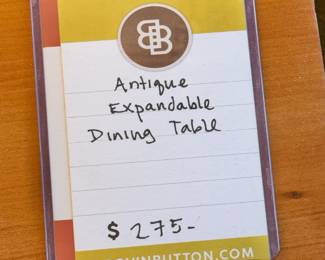 Antique
Expandable
Dining Table
$ 275-